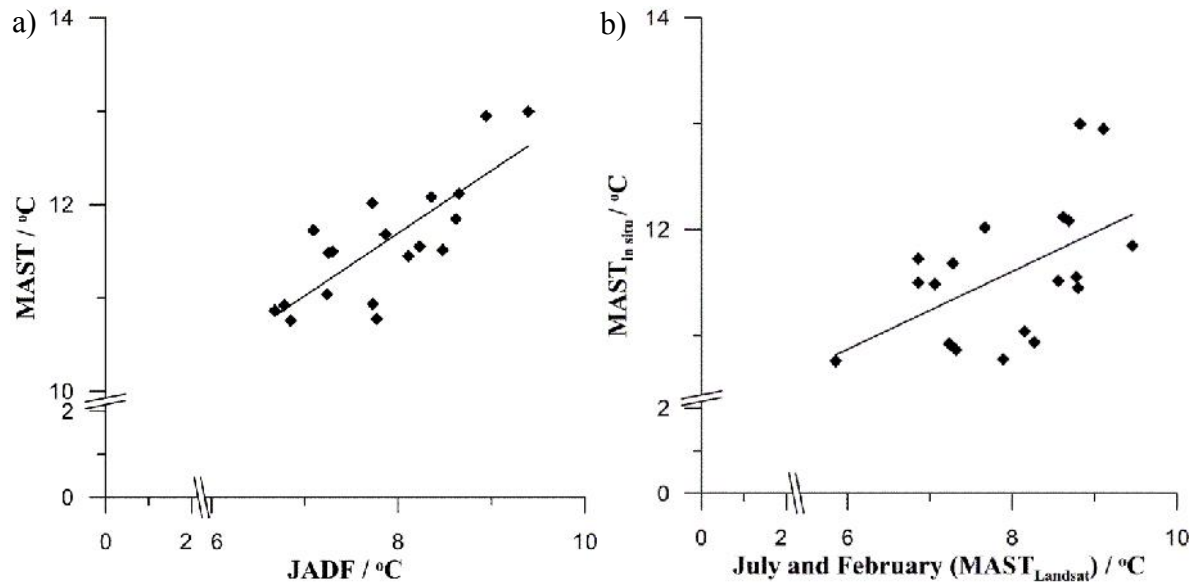 a)
14
12
10
2
0
MAST / °C
0 2 6 8 10
JADF / °C
b)
14
12
2
0
MAST in situ / °C
0 2 6 8 10
July and February (MAST Landsat) / °C